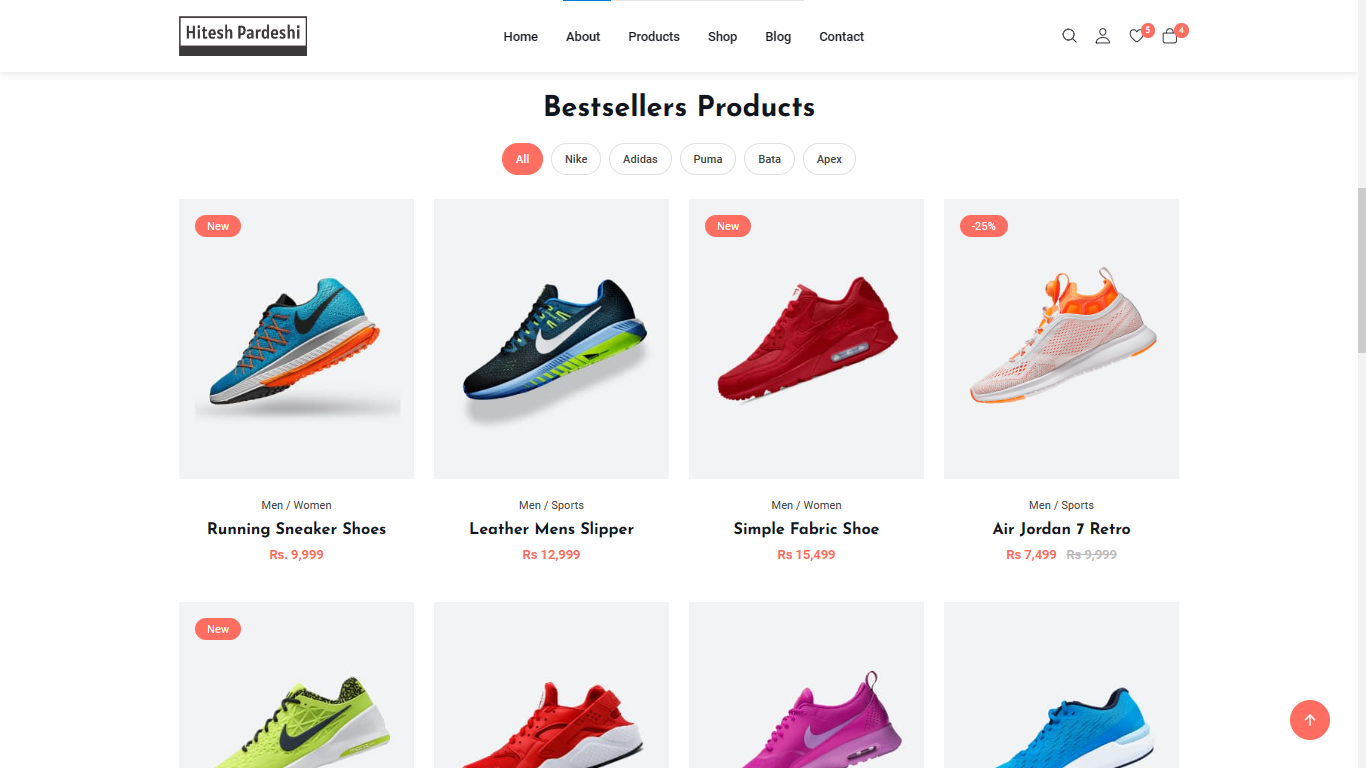 Hitesh Pardeshi
Home About Products Shop Blog Contact 5 4
Bestsellers Products
All Nike Adidas Puma Bata Apex
New New -25%
Men / Women Men / Sports Men / Women Men / Sports
Running Sneaker Shoes Leather Mens Slipper Simple Fabric Shoe Air Jordan 7 Retro
Rs. 9,999 Rs 12,999 Rs 15,499 Rs 7,499 Rs 9,999
New